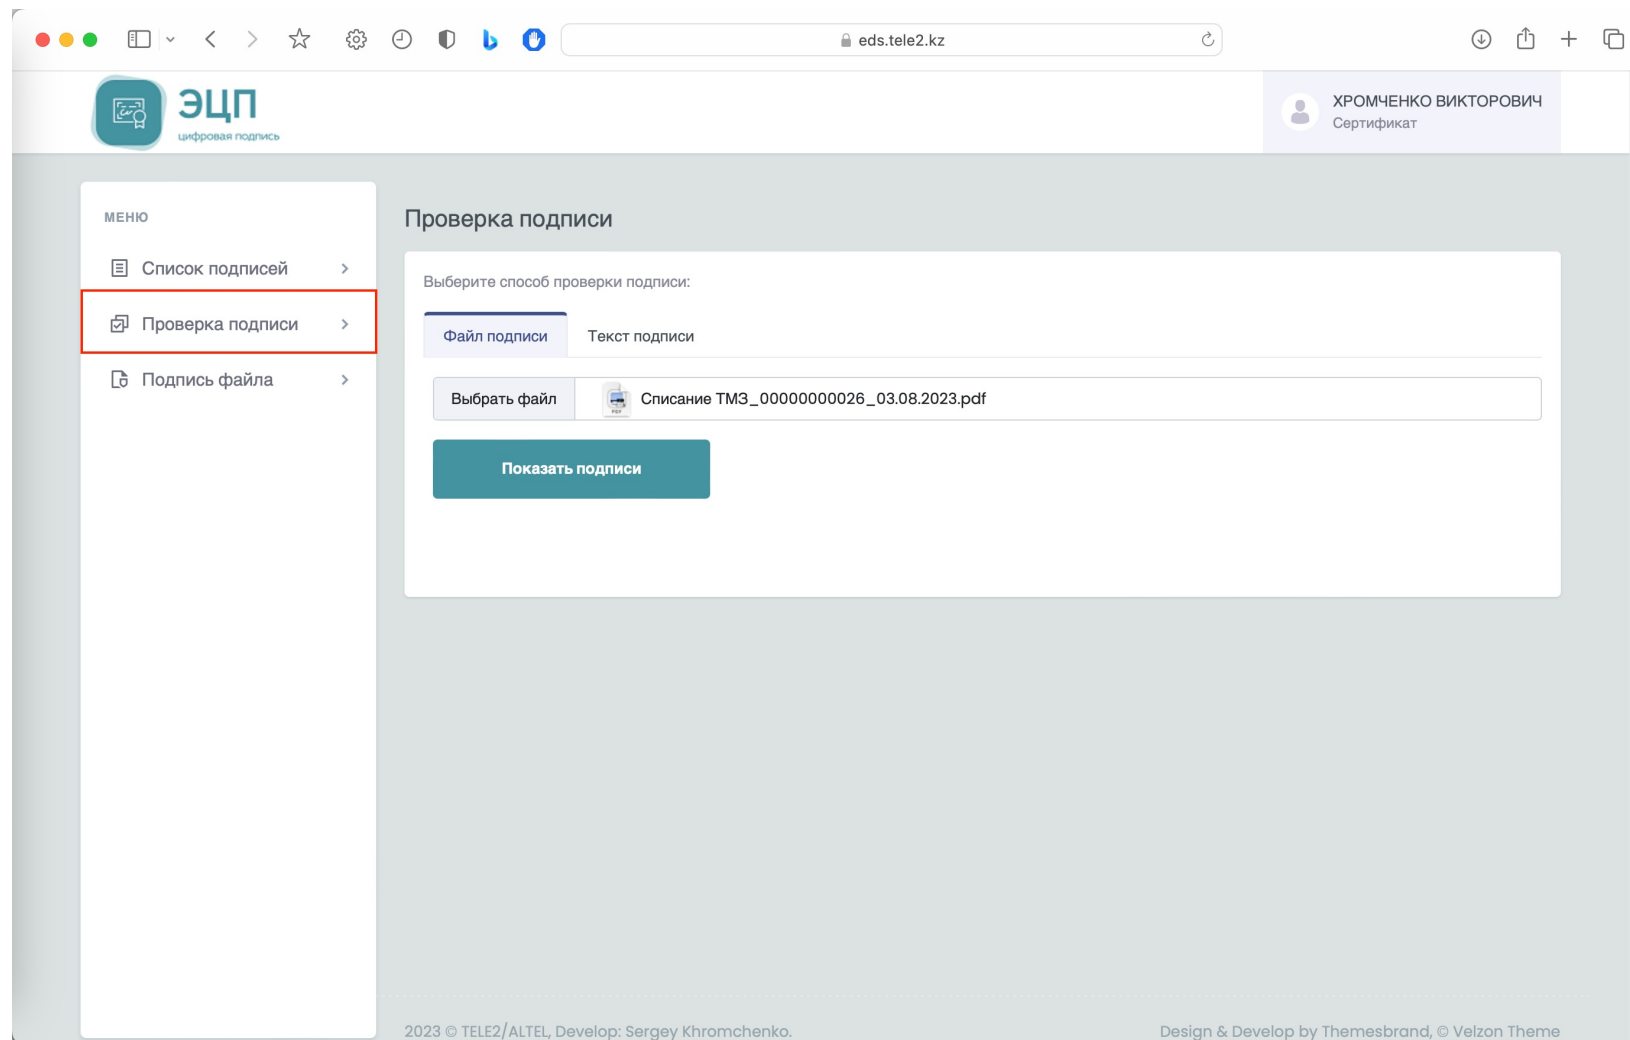 eds.tele2.kz
ЭЦП
цифровая подпись
ХРОМЧЕНКО ВИКТОРОВИЧ
Сертификат
МЕНЮ
Список подписей
Проверка подписи
Подпись файла
Проверка подписи
Выберите способ проверки подписи:
Файл подписи Текст подписи
Выбрать файл PDF Списание ТМЗ_00000000026_03.08.2023.pdf
Показать подписи
2023 © TELE2/ALTEL, Develop: Sergey Khromchenko. Design & Develop by Themesbrand, © Velzon Theme